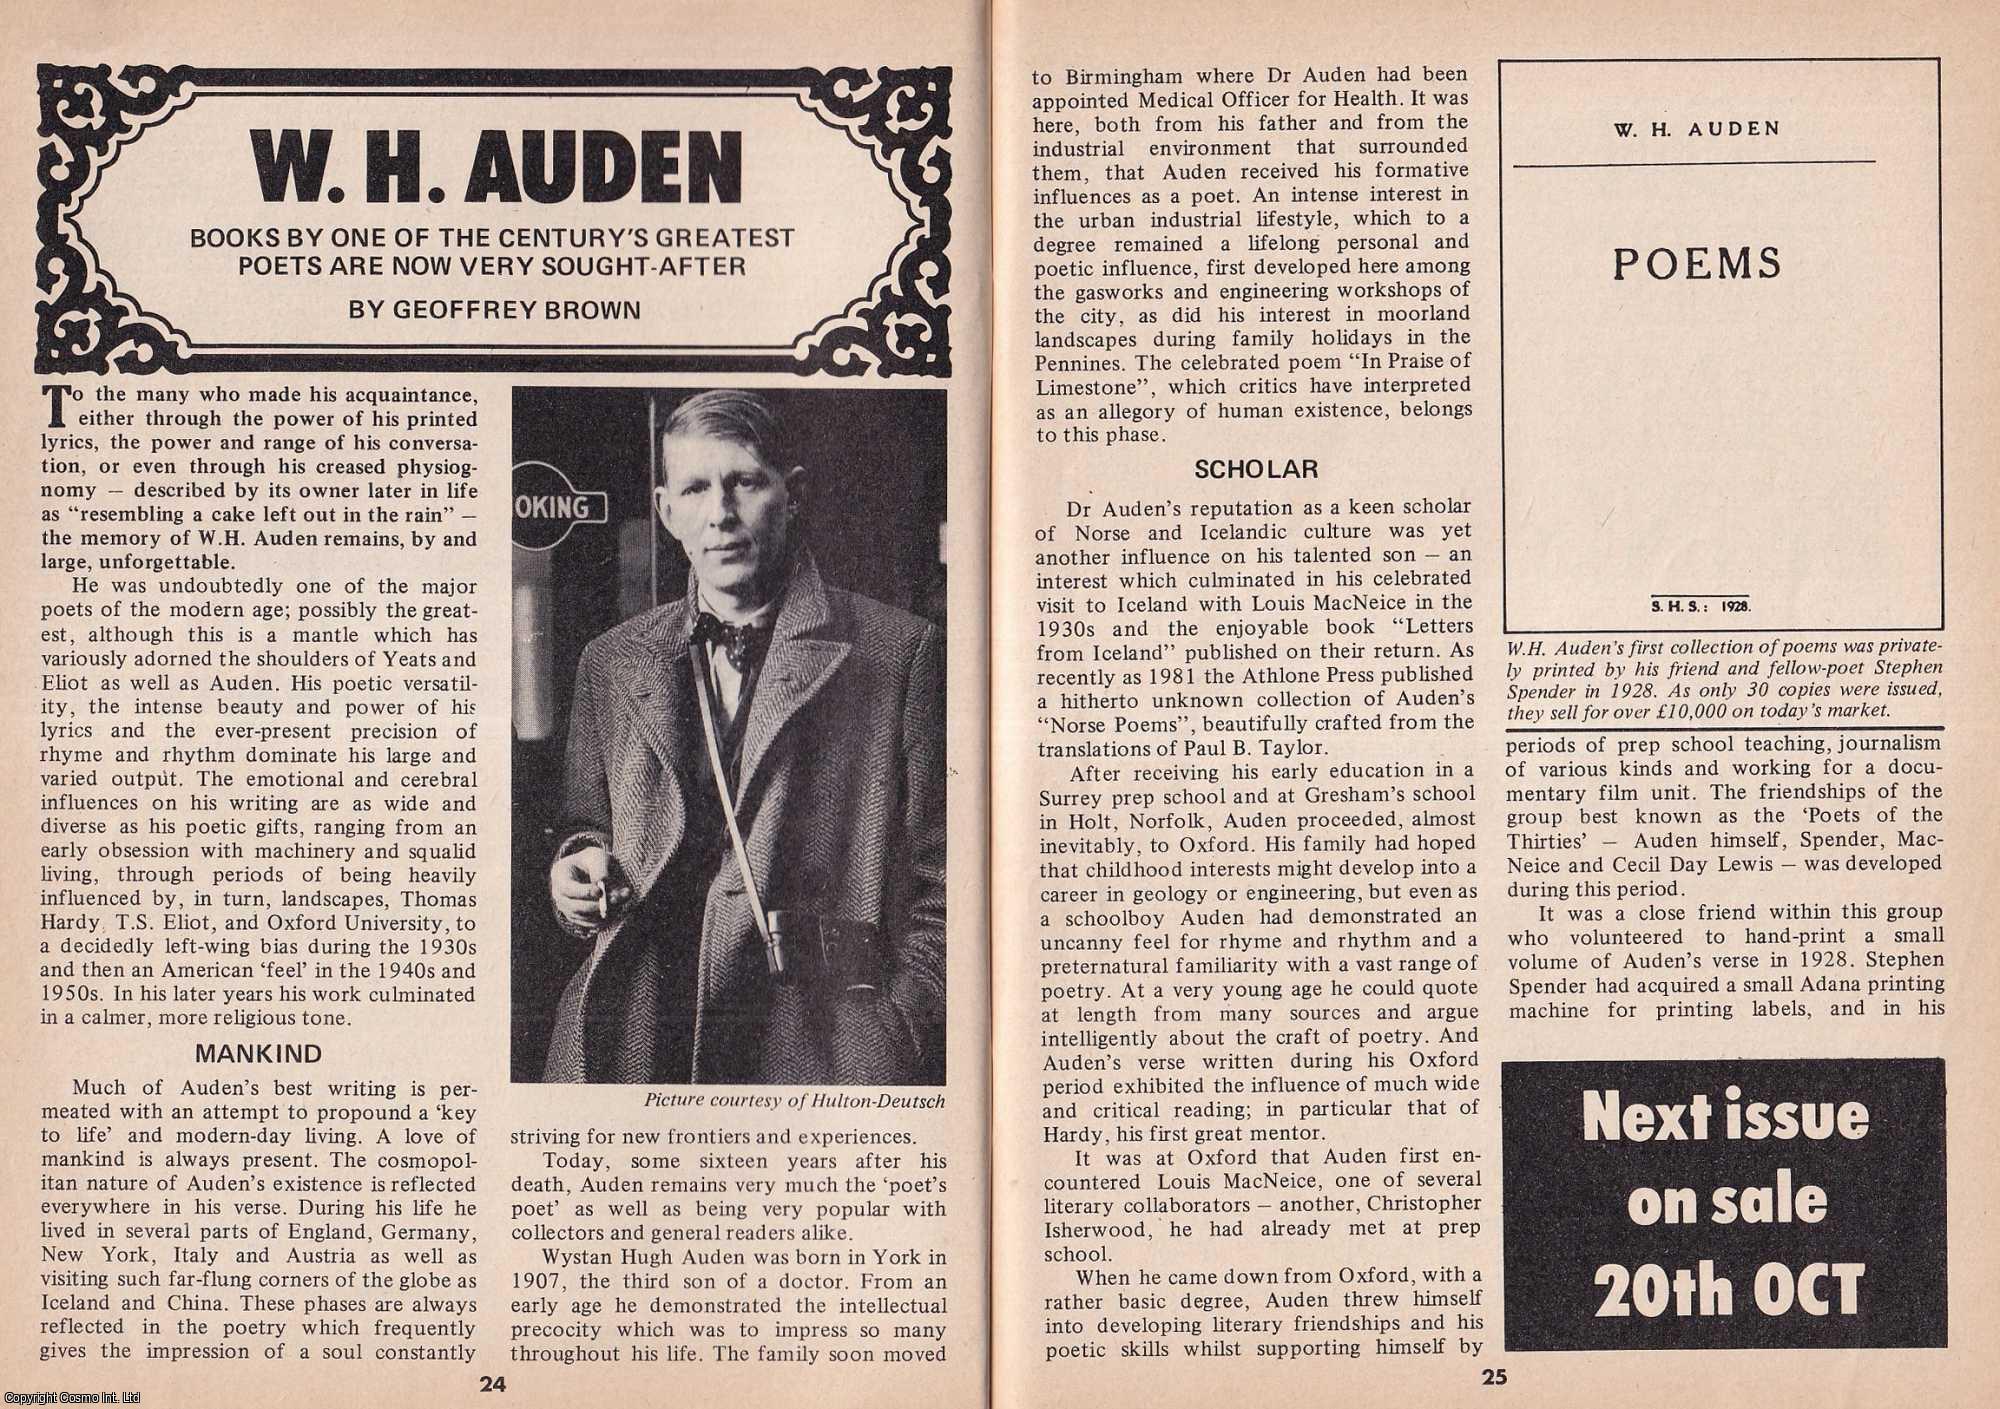 W. H. AUDEN
BOOKS BY ONE OF THE CENTURY'S GREATEST
POETS ARE NOW VERY SOUGHT-AFTER
BY GEOFFREY BROWN
To the many who made his acquaintance,
either through the power of his printed
lyrics, the power and range of his conversa-
tion, or even through his creased physiog-
nomy — described by its owner later in life
as “resembling a cake left out in the rain” —
the memory of W.H. Auden remains, by and
large, unforgettable.
He was undoubtedly one of the major
poets of the modern age; possibly the great-
est, although this is a mantle which has
variously adorned the shoulders of Yeats and
Eliot as well as Auden. His poetic versatil-
ity, the intense beauty and power of his
lyrics and the ever-present precision of
rhyme and rhythm dominate his large and
varied output. The emotional and cerebral
influences on his writing are as wide and
diverse as his poetic gifts, ranging from an
early obsession with machinery and squalid
living, through periods of being heavily
influenced by, in turn, landscapes, Thomas
Hardy, T.S. Eliot, and Oxford University, to
a decidedly left-wing bias during the 1930s
and then an American ‘feel’ in the 1940s and
1950s. In his later years his work culminated
in a calmer, more religious tone.
MANKIND
Much of Auden's best writing is per-
meated with an attempt to propound a ‘key
to life’ and modern-day living. A love of
mankind is always present. The cosmopol-
itan nature of Auden's existence is reflected
everywhere in his verse. During his life he
lived in several parts of England, Germany,
New York, Italy and Austria as well as
visiting such far-flung corners of the globe as
Iceland and China. These phases are always
reflected in the poetry which frequently
gives the impression of a soul constantly
OKING
Picture courtesy of Hulton-Deutsch
striving for new frontiers and experiences.
Today, some sixteen years after his
death, Auden remains very much the ‘poet's
poet’ as well as being very popular with
collectors and general readers alike.
Wystan Hugh Auden was born in York in
1907, the third son of a doctor. From an
early age he demonstrated the intellectual
precocity which was to impress so many
throughout his life. The family soon moved
24
to Birmingham where Dr Auden had been
appointed Medical Officer for Health. It was
here, both from his father and from the
industrial environment that surrounded
them, that Auden received his formative
influences as a poet. An intense interest in
the urban industrial lifestyle, which to a
degree remained a lifelong personal and
poetic influence, first developed here among
the gasworks and engineering workshops of
the city, as did his interest in moorland
landscapes during family holidays in the
Pennines. The celebrated poem “In Praise of
Limestone”, which critics have interpreted
as an allegory of human existence, belongs
to this phase.
SCHOLAR
Dr Auden's reputation as a keen scholar
of Norse and Icelandic culture was yet
another influence on his talented son — an
interest which culminated in his celebrated
visit to Iceland with Louis MacNeice in the
1930s and the enjoyable book “Letters
from Iceland” published on their return. As
recently as 1981 the Athlone Press published
a hitherto unknown collection of Auden's
“Norse Poems”, beautifully crafted from the
translations of Paul B. Taylor.
After receiving his early education in a
Surrey prep school and at Gresham's school
in Holt, Norfolk, Auden proceeded, almost
inevitably, to Oxford. His family had hoped
that childhood interests might develop into a
career in geology or engineering, but even as
a schoolboy Auden had demonstrated an
uncanny feel for rhyme and rhythm and a
preternatural familiarity with a vast range of
poetry. At a very young age he could quote
at length from many sources and argue
intelligently about the craft of poetry. And
Auden's verse written during his Oxford
period exhibited the influence of much wide
and critical reading; in particular that of
Hardy, his first great mentor.
It was at Oxford that Auden first en-
countered Louis MacNeice, one of several
literary collaborators — another, Christopher
Isherwood, he had already met at prep
school.
When he came down from Oxford, with a
rather basic degree, Auden threw himself
into developing literary friendships and his
poetic skills whilst supporting himself by
W. H. AUDEN
POEMS
S. H. S. : 1928.
W.H. Auden's first collection of poems was private-
ly printed by his friend and fellow-poet Stephen
Spender in 1928. As only 30 copies were issued,
they sell for over £10,000 on today's market.
periods of prep school teaching, journalism
of various kinds and working for a docu-
mentary film unit. The friendships of the
group best known as the ‘Poets of the
Thirties’ — Auden himself, Spender, Mac-
Neice and Cecil Day Lewis — was developed
during this period.
It was a close friend within this group
who volunteered to hand-print a small
volume of Auden's verse in 1928. Stephen
Spender had acquired a small Adana printing
machine for printing labels, and in his
Next issue
on sale
20th OCT
25
Copyright Cosmo Int. Ltd